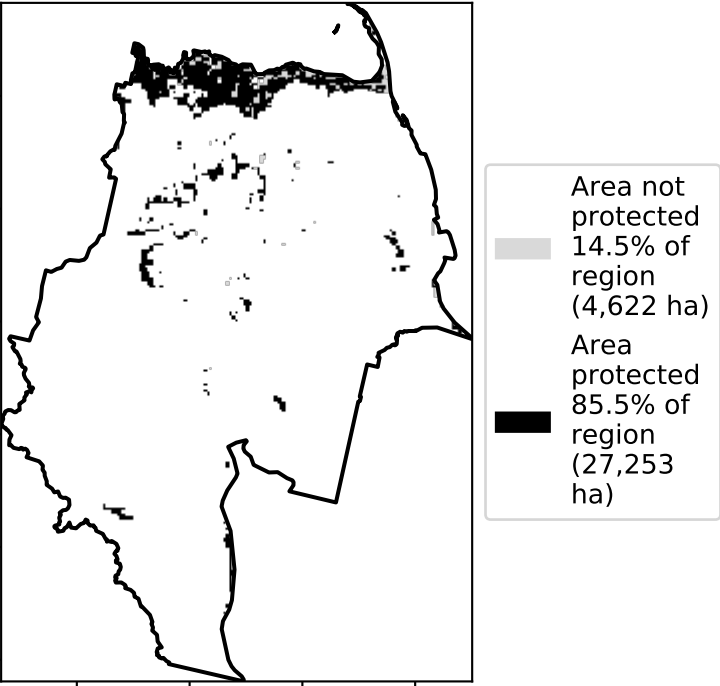 Area not
protected
14.5% of
region
(4,622 ha)
Area
protected
85.5% of
region
(27,253
ha)